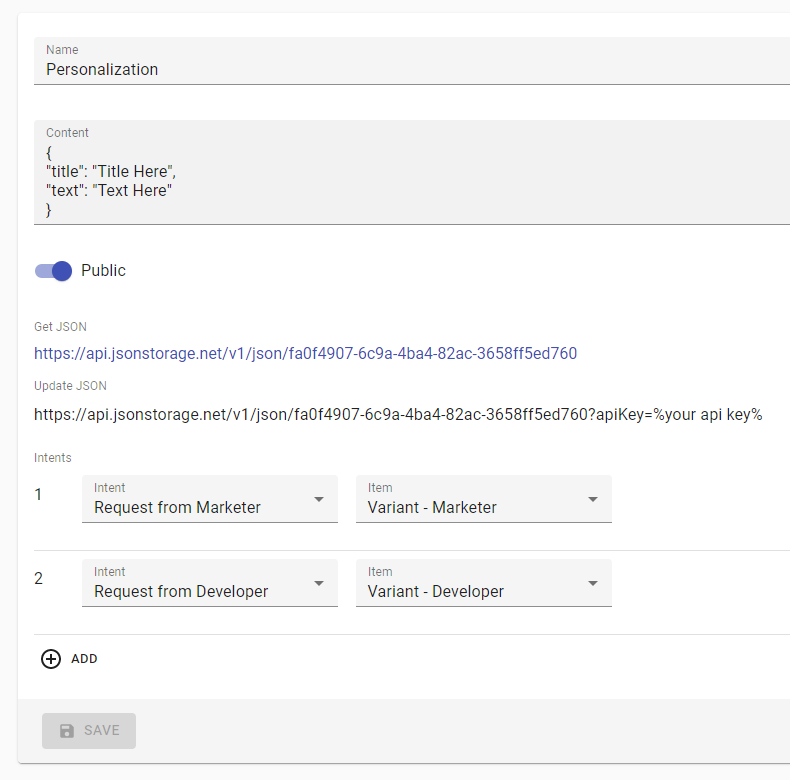 Name
Personalization
Content
{
"title": "Title Here",
"text": "Text Here"
}
Public
Get JSON
https://api.jsonstorage.net/v1/json/fa0f4907-6c9a-4ba4-82ac-3658ff5ed760
Update JSON
https://api.jsonstorage.net/v1/json/fa0f4907-6c9a-4ba4-82ac-3658ff5ed760?apiKey=%your api key%
Intents
Intent Item
1 Request from Marketer Variant - Marketer
Intent Item
2 Request from Developer Variant - Developer
ADD
SAVE